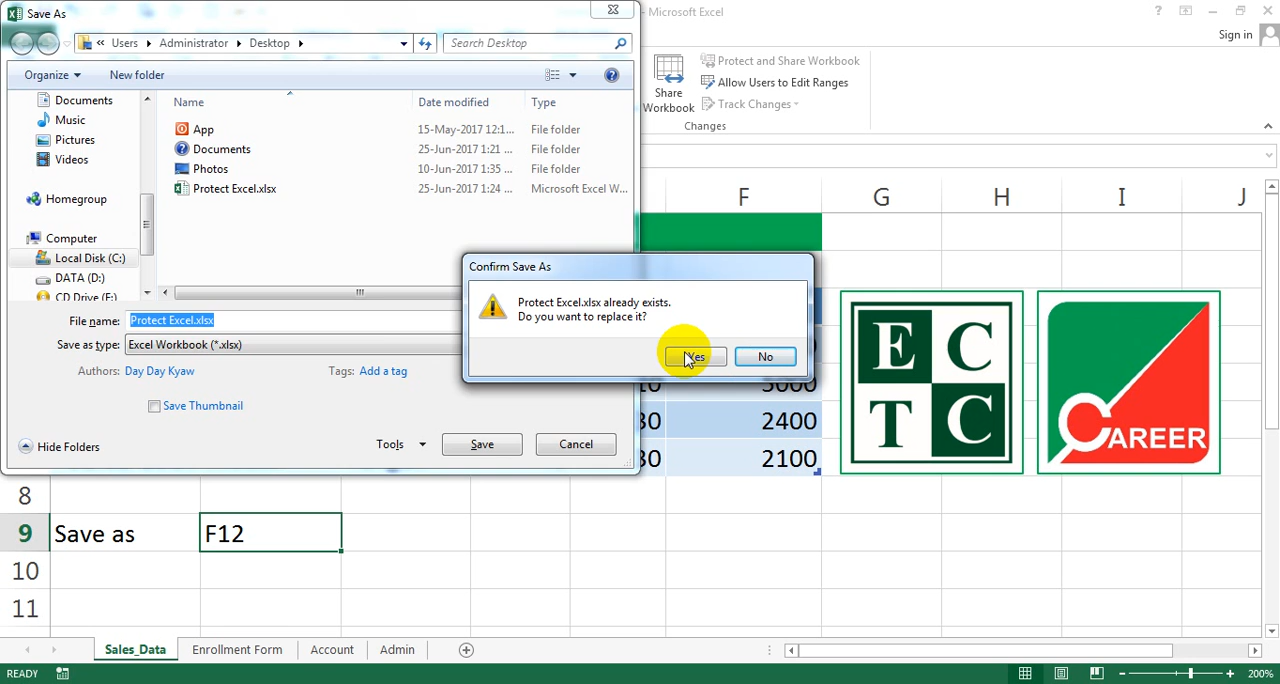 Save As
- Microsoft Excel
Sign in
« Users Administrator Desktop
Search Desktop
Organize
New folder
Share
Workbook
Protect and Share Workbook
Allow Users to Edit Ranges
Track Changes
Changes
Documents
Music
Pictures
Videos
Homegroup
Computer
Local Disk (C:)
DATA (D:)
CD Drive (F:)
Name Date modified Type
App 15-May-2017 12:1... File folder
Documents 25-Jun-2017 1:21 ... File folder
Photos 10-Jun-2017 1:35 ... File folder
Protect Excel.xlsx 25-Jun-2017 1:24 ... Microsoft Excel W...
File name: Protect Excel.xlsx
Save as type: Excel Workbook (*.xlsx)
Authors: Day Day Kyaw
Tags: Add a tag
Save Thumbnail
Hide Folders
Tools
Save
Cancel
Confirm Save As
Protect Excel.xlsx already exists.
Do you want to replace it?
Yes
No
F G H I J
3000
30 2400
30 2100
E C
T C
CAREER
8
9 Save as F12
10
11
Sales_Data Enrollment Form Account Admin
READY
200%